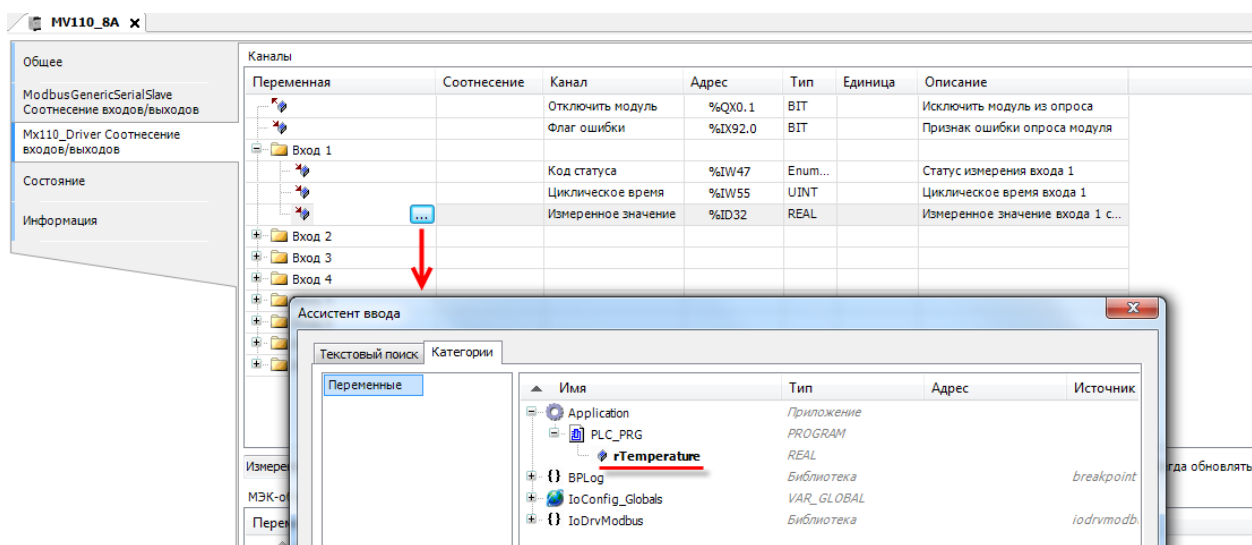 MV110_8A x
Общее
ModbusGenericSerialSlave
Соотнесение входов/выходов
Mx110_Driver Соотнесение
входов/выходов
Состояние
Информация
Каналы
Переменная Соотнесение Канал Адрес Тип Единица Описание
Отключить модуль %QX0.1 BIT Исключить модуль из опроса
Флаг ошибки %IX92.0 BIT Признак ошибки опроса модуля
Вход 1
Код статуса %IW47 Enum... Статус измерения входа 1
Циклическое время %IW55 UINT Циклическое время входа 1
... Измеренное значение %ID32 REAL Измеренное значение входа 1 с...
Вход 2
Вход 3
Вход 4
Ассистент ввода x
Текстовый поиск Категории
Переменные
Имя Тип Адрес Источник
Application Приложение
PLC_PRG PROGRAM
rTemperature REAL
BPLog Библиотека breakpoint
IoConfig_Globals VAR_GLOBAL
IoDrvModbus Библиотека iodrvmodb
Измере гда обновлять
МЭК-о
Перем